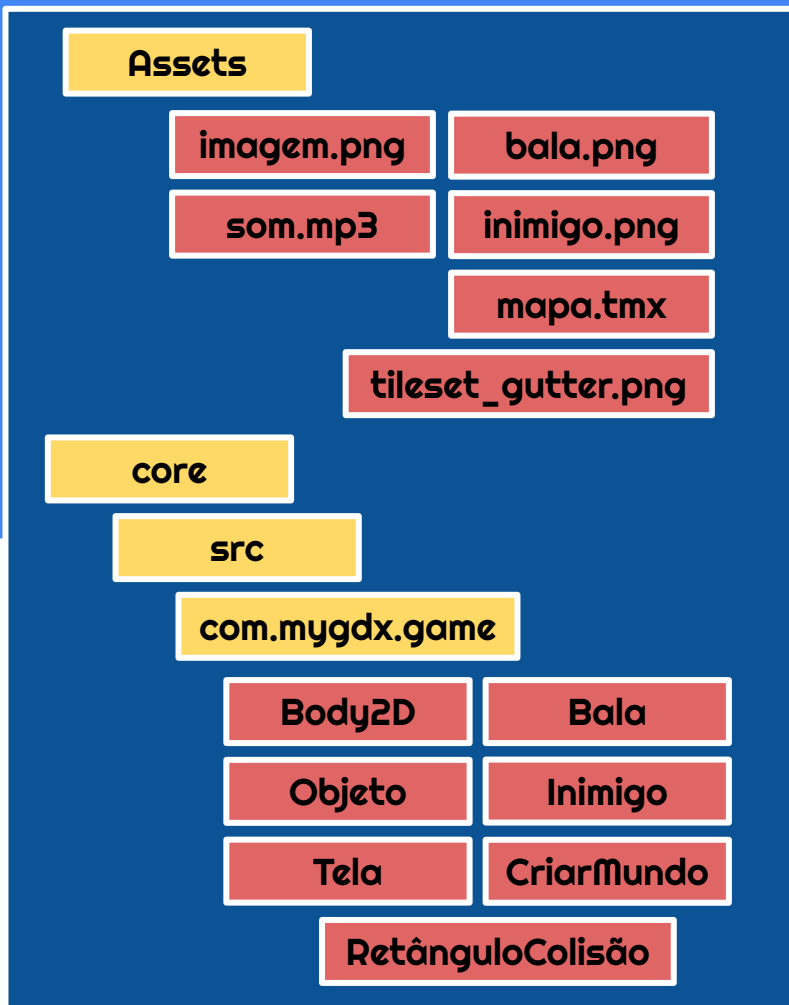 Assets
imagem.png bala.png
som.mp3 inimigo.png
mapa.tmx
tileset_gutter.png
core
src
com.mygdx.game
Body2D Bala
Objeto Inimigo
Tela CriarMundo
RetânguloColisão